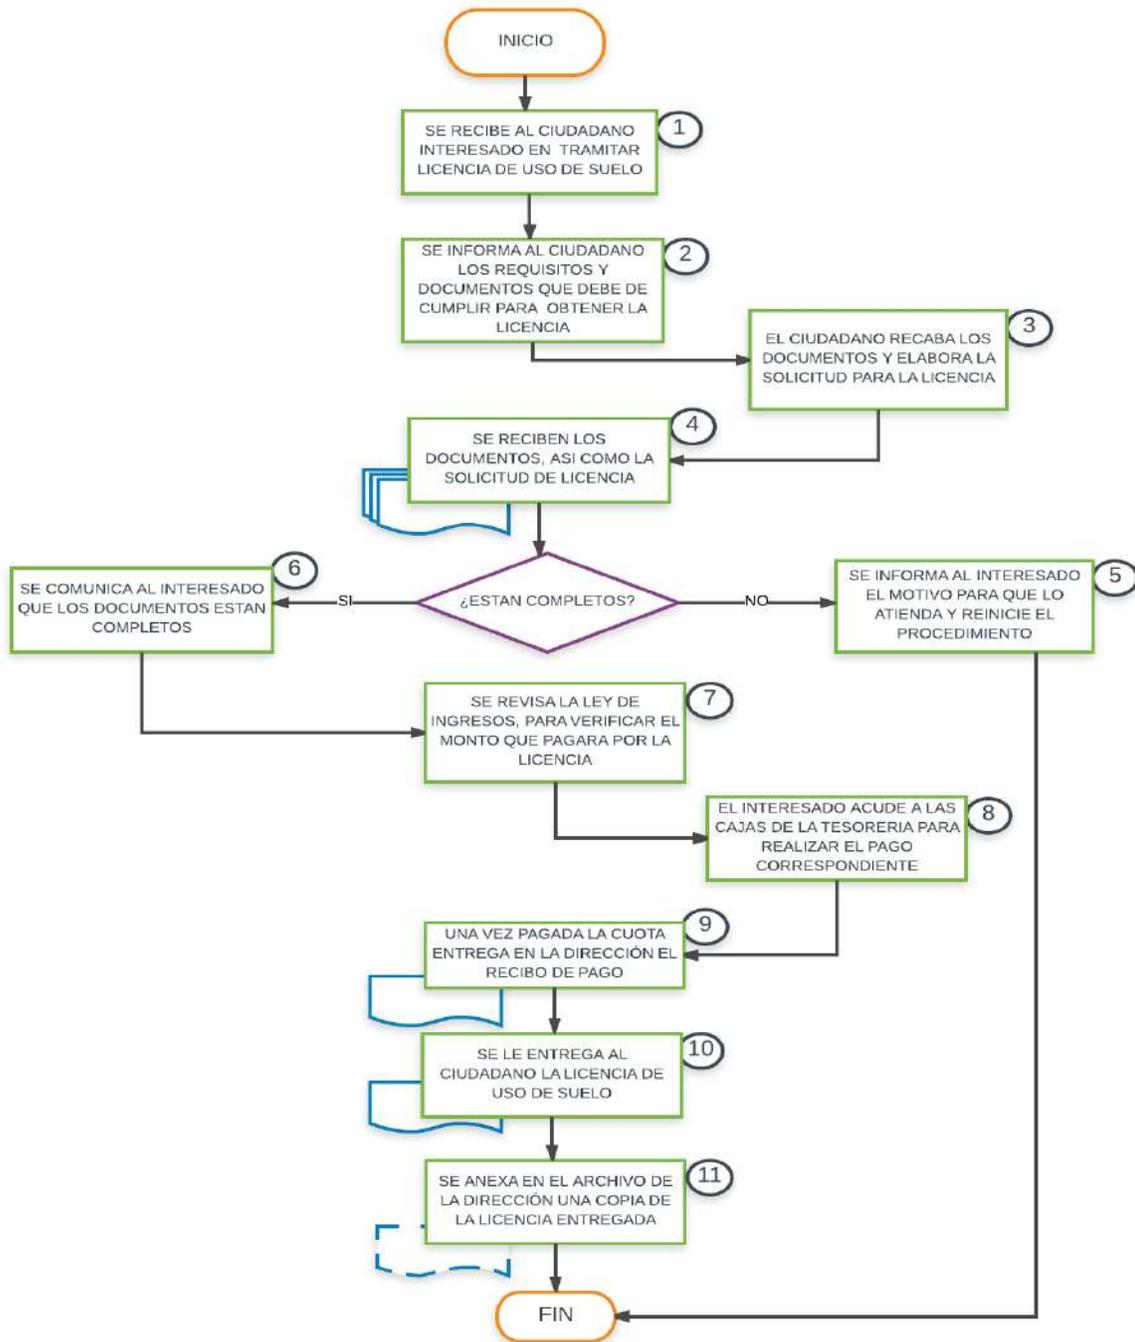 INICIO
1
SE RECIBE AL CIUDADANO
INTERESADO EN TRAMITAR
LICENCIA DE USO DE SUELO
2
SE INFORMA AL CIUDADANO
LOS REQUISITOS Y
DOCUMENTOS QUE DEBE DE
CUMPLIR PARA OBTENER LA
LICENCIA
3
EL CIUDADANO RECABA LOS
DOCUMENTOS Y ELABORA LA
SOLICITUD PARA LA LICENCIA
4
SE RECIBEN LOS
DOCUMENTOS, ASI COMO LA
SOLICITUD DE LICENCIA
¿ESTAN COMPLETOS?
SI
NO
6
SE COMUNICA AL INTERESADO
QUE LOS DOCUMENTOS ESTAN
COMPLETOS
5
SE INFORMA AL INTERESADO
EL MOTIVO PARA QUE LO
ATIENDA Y REINICIE EL
PROCEDIMIENTO
7
SE REVISA LA LEY DE
INGRESOS, PARA VERIFICAR EL
MONTO QUE PAGARA POR LA
LICENCIA
8
EL INTERESADO ACUDE A LAS
CAJAS DE LA TESORERIA PARA
REALIZAR EL PAGO
CORRESPONDIENTE
9
UNA VEZ PAGADA LA CUOTA
ENTREGA EN LA DIRECCIÓN EL
RECIBO DE PAGO
10
SE LE ENTREGA AL
CIUDADANO LA LICENCIA DE
USO DE SUELO
11
SE ANEXA EN EL ARCHIVO DE
LA DIRECCIÓN UNA COPIA DE
LA LICENCIA ENTREGADA
FIN